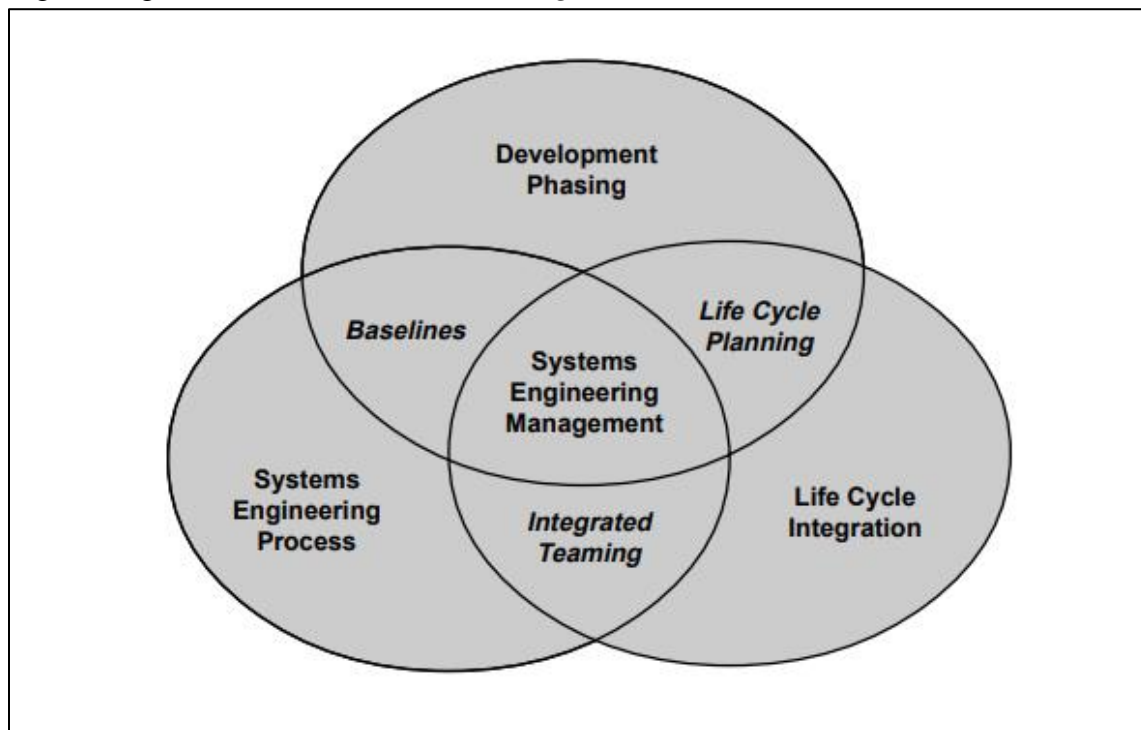 Development
Phasing
Baselines
Life Cycle
Planning
Systems
Engineering
Management
Systems
Engineering
Process
Integrated
Teaming
Life Cycle
Integration